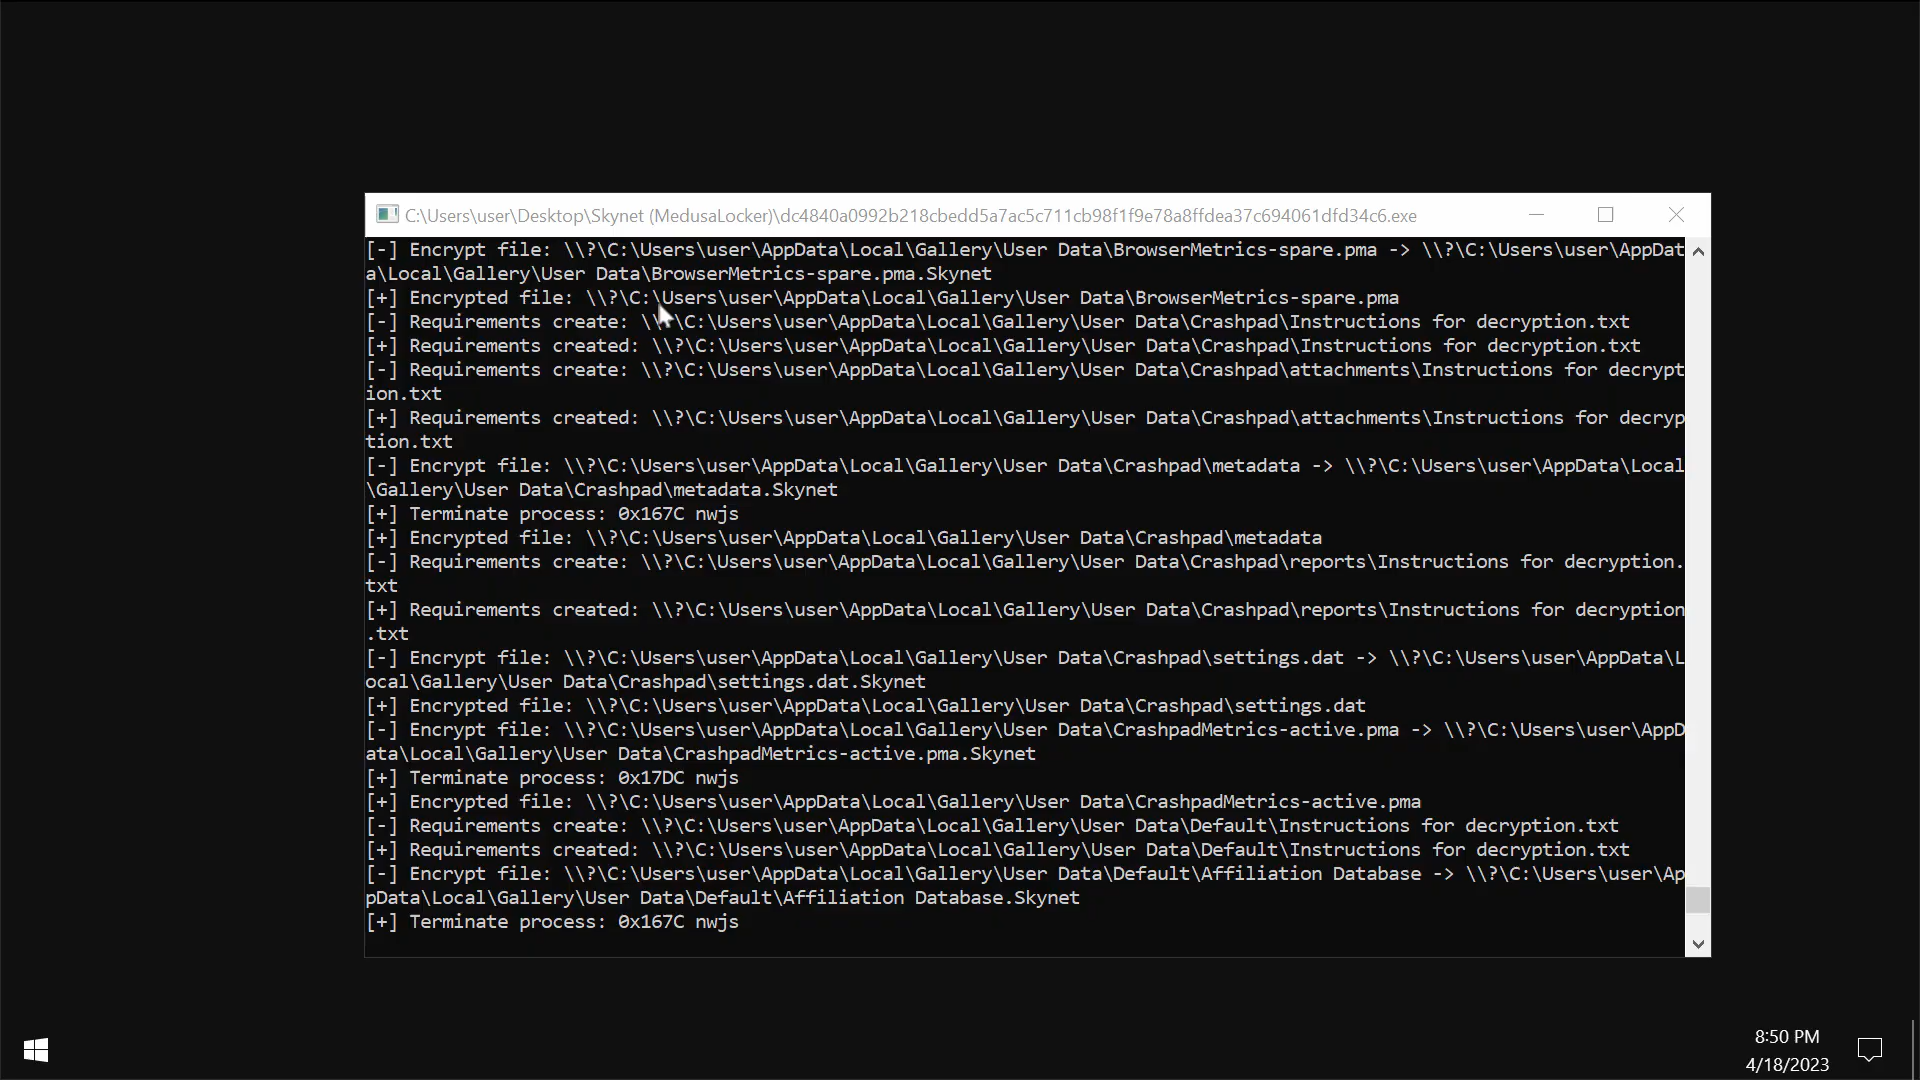 C:\Users\user\Desktop\Skynet (MedusaLocker)\dc4840a0992b218cbedd5a7ac5c711cb98f1f9e78a8ffdea37c694061dfd34c6.exe
[-] Encrypt file: \\?\C:\Users\user\AppData\Local\Gallery\User Data\BrowserMetrics-spare.pma -> \\?\C:\Users\user\AppDat
a\Local\Gallery\User Data\BrowserMetrics-spare.pma.Skynet
[+] Encrypted file: \\?\C:\Users\user\AppData\Local\Gallery\User Data\BrowserMetrics-spare.pma
[-] Requirements create: \\?\C:\Users\user\AppData\Local\Gallery\User Data\Crashpad\Instructions for decryption.txt
[+] Requirements created: \\?\C:\Users\user\AppData\Local\Gallery\User Data\Crashpad\Instructions for decryption.txt
[-] Requirements create: \\?\C:\Users\user\AppData\Local\Gallery\User Data\Crashpad\attachments\Instructions for decrypt
ion.txt
[+] Requirements created: \\?\C:\Users\user\AppData\Local\Gallery\User Data\Crashpad\attachments\Instructions for decryp
tion.txt
[-] Encrypt file: \\?\C:\Users\user\AppData\Local\Gallery\User Data\Crashpad\metadata -> \\?\C:\Users\user\AppData\Local
\Gallery\User Data\Crashpad\metadata.Skynet
[+] Terminate process: 0x167C nwjs
[+] Encrypted file: \\?\C:\Users\user\AppData\Local\Gallery\User Data\Crashpad\metadata
[-] Requirements create: \\?\C:\Users\user\AppData\Local\Gallery\User Data\Crashpad\reports\Instructions for decryption.
txt
[+] Requirements created: \\?\C:\Users\user\AppData\Local\Gallery\User Data\Crashpad\reports\Instructions for decryption
.txt
[-] Encrypt file: \\?\C:\Users\user\AppData\Local\Gallery\User Data\Crashpad\settings.dat -> \\?\C:\Users\user\AppData\L
ocal\Gallery\User Data\Crashpad\settings.dat.Skynet
[+] Encrypted file: \\?\C:\Users\user\AppData\Local\Gallery\User Data\Crashpad\settings.dat
[-] Encrypt file: \\?\C:\Users\user\AppData\Local\Gallery\User Data\CrashpadMetrics-active.pma -> \\?\C:\Users\user\AppD
ata\Local\Gallery\User Data\CrashpadMetrics-active.pma.Skynet
[+] Terminate process: 0x17DC nwjs
[+] Encrypted file: \\?\C:\Users\user\AppData\Local\Gallery\User Data\CrashpadMetrics-active.pma
[-] Requirements create: \\?\C:\Users\user\AppData\Local\Gallery\User Data\Default\Instructions for decryption.txt
[+] Requirements created: \\?\C:\Users\user\AppData\Local\Gallery\User Data\Default\Instructions for decryption.txt
[-] Encrypt file: \\?\C:\Users\user\AppData\Local\Gallery\User Data\Default\Affiliation Database -> \\?\C:\Users\user\Ap
pData\Local\Gallery\User Data\Default\Affiliation Database.Skynet
[+] Terminate process: 0x167C nwjs
8:50 PM
4/18/2023